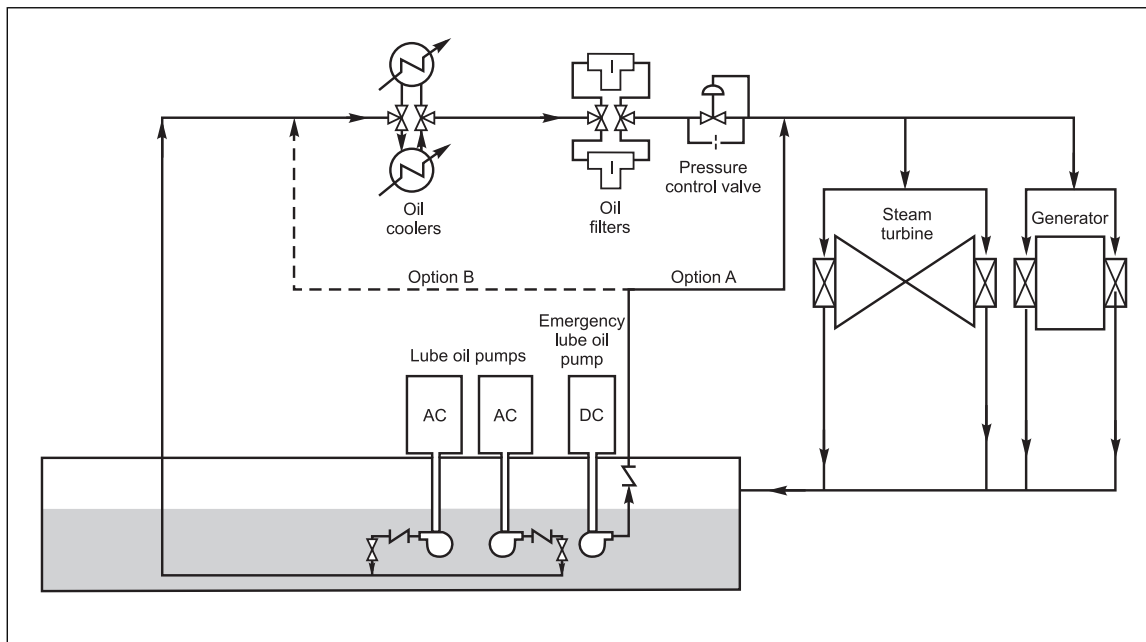 Oil
coolers
Oil
filters
Pressure
control valve
Steam
turbine
Generator
Option B
Option A
Emergency
lube oil
pump
Lube oil pumps
AC
AC
DC